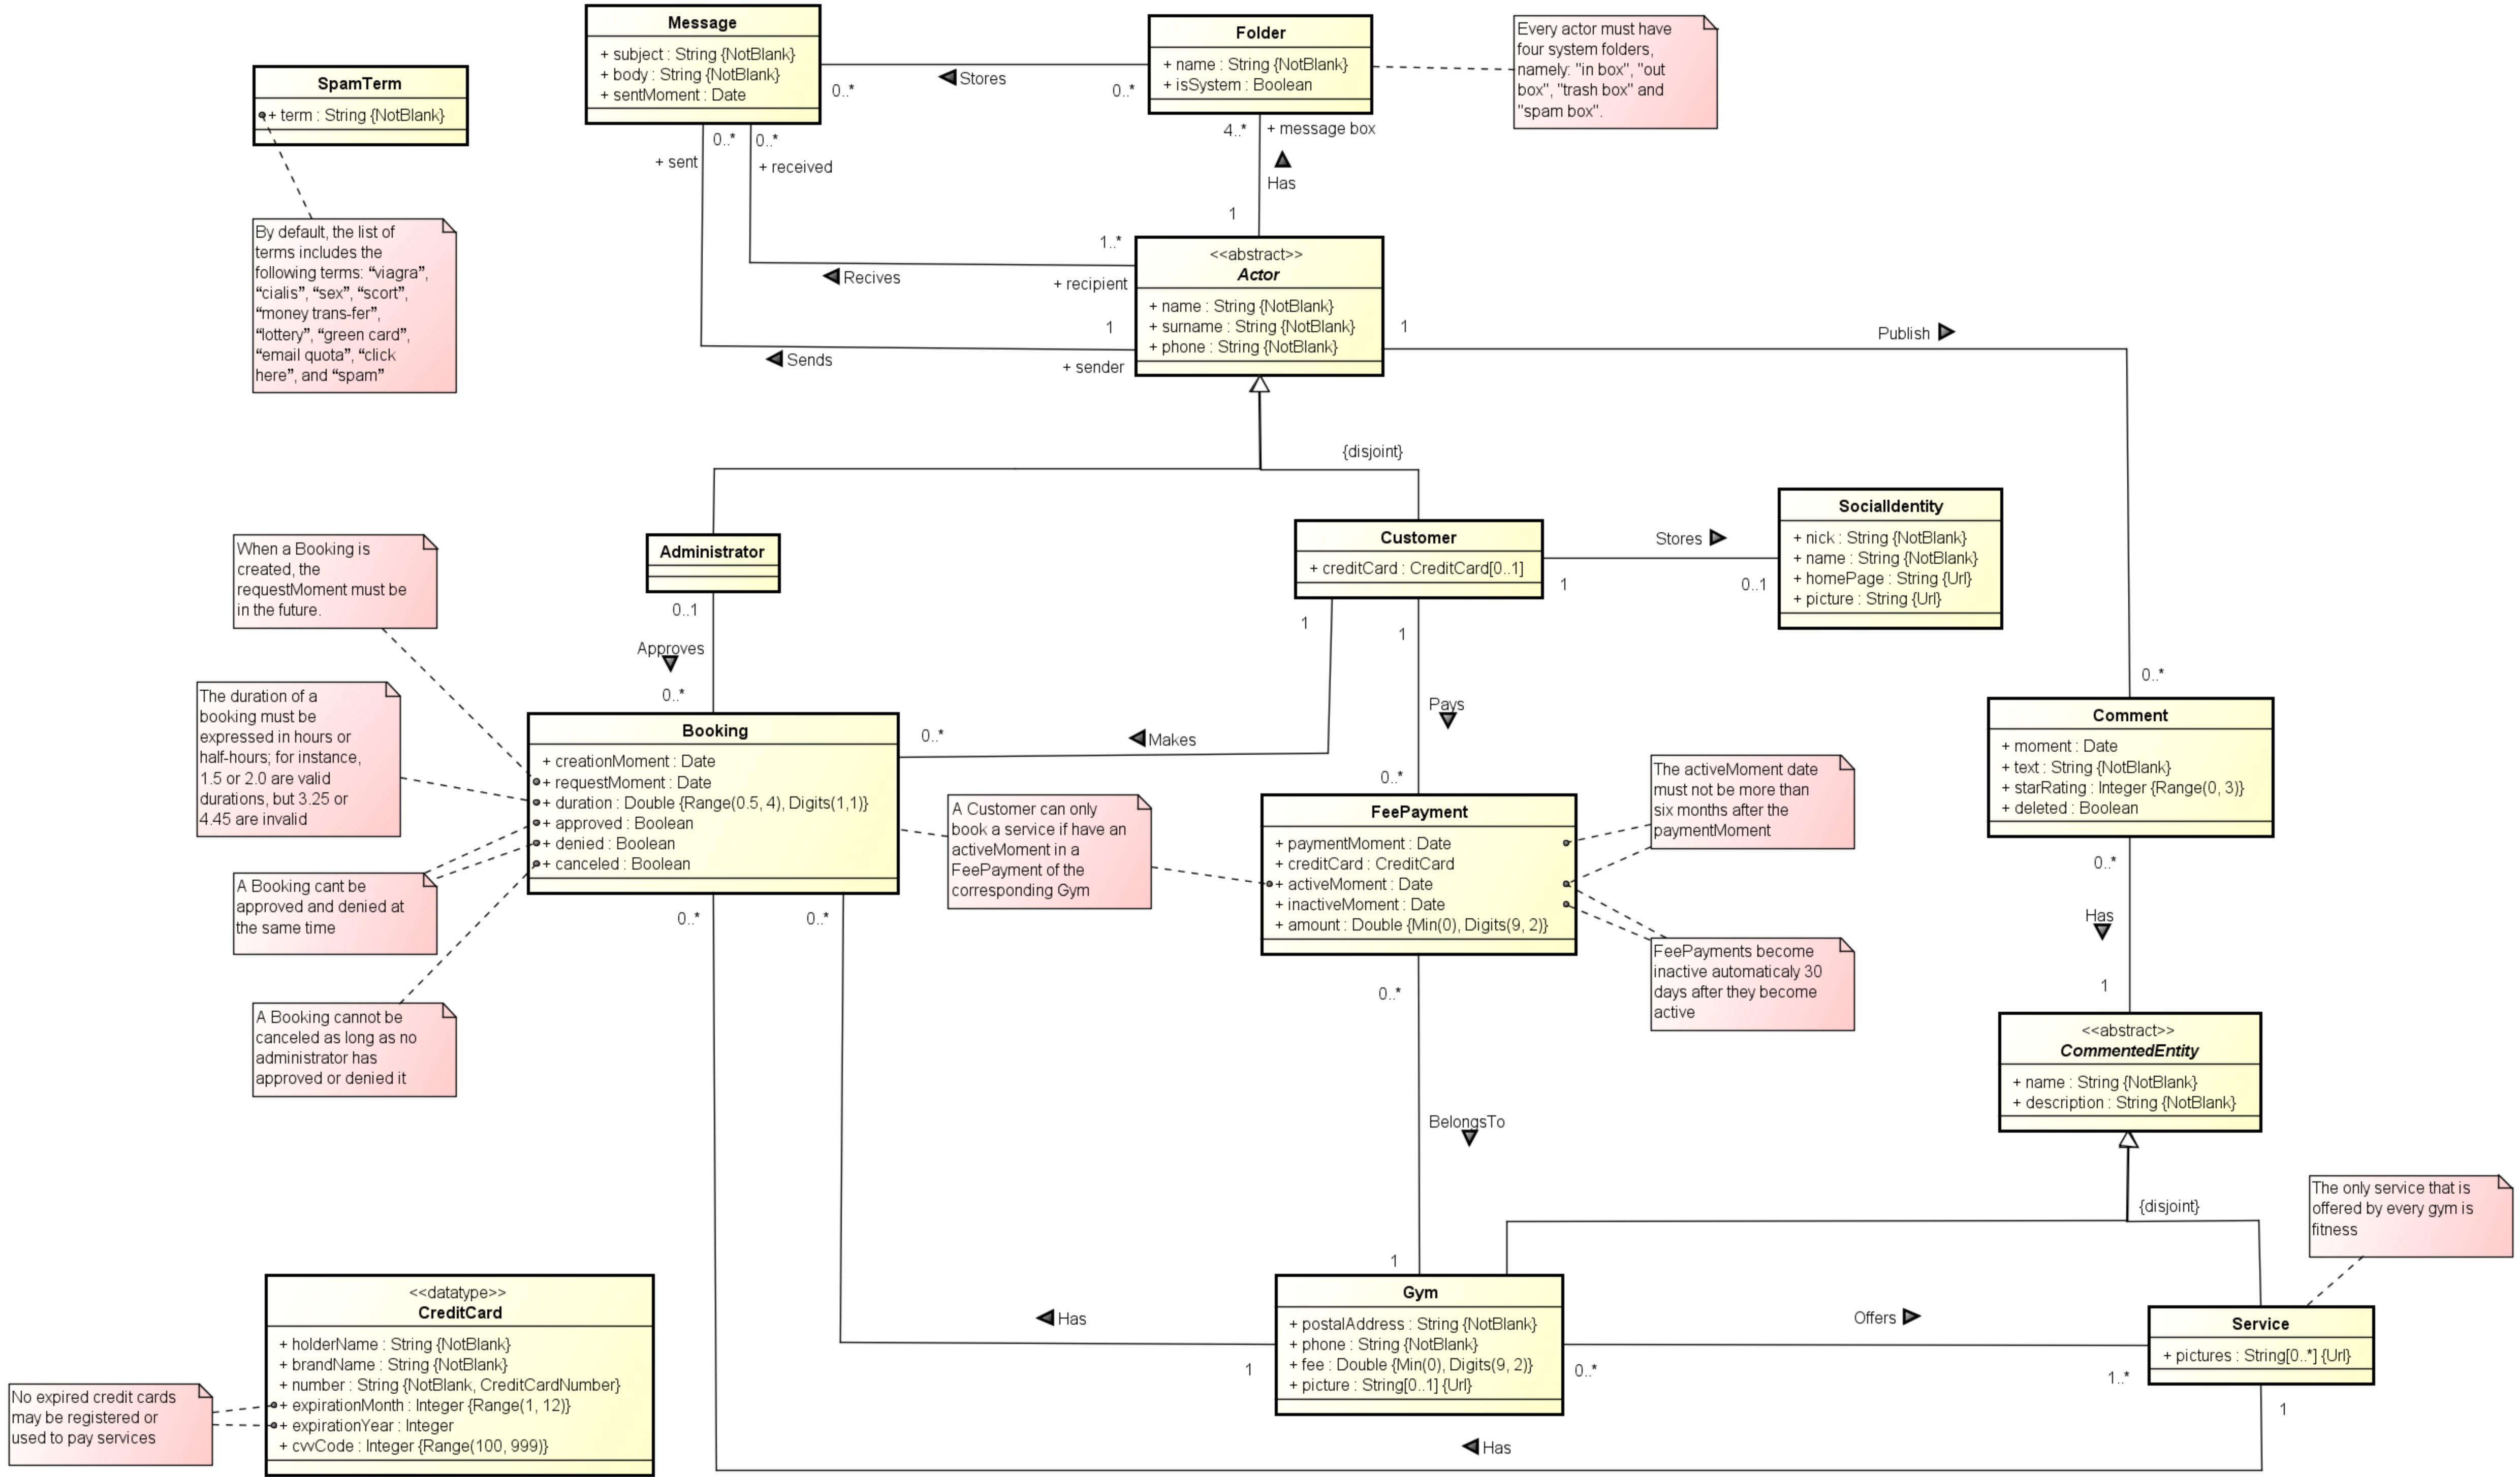 Message
+ subject : String {NotBlank}
+ body : String {NotBlank}
+ sentMoment : Date
Folder
+ name : String {NotBlank}
+ isSystem : Boolean
Every actor must have
four system folders,
namely: "in box", "out
box", "trash box" and
"spam box".
SpamTerm
+ term : String {NotBlank}
Stores
0..*
0..*
0..*
0..*
+ sent
+ received
4..*
+ message box
Has
1
By default, the list of
terms includes the
following terms: “viagra”,
“cialis”, “sex”, “scort”,
“money trans-fer”,
“lottery”, “green card”,
“email quota”, “click
here”, and “spam”
1..*
Recives
+ recipient
1
Sends
+ sender
<<abstract>>
Actor
+ name : String {NotBlank}
+ surname : String {NotBlank}
+ phone : String {NotBlank}
1
Publish
{disjoint}
Administrator
Customer
+ creditCard : CreditCard[0..1]
Stores
1
0..1
SocialIdentity
+ nick : String {NotBlank}
+ name : String {NotBlank}
+ homePage : String {Url}
+ picture : String {Url}
When a Booking is
created, the
requestMoment must be
in the future.
0..1
Approves
0..*
1
1
0..*
The duration of a
booking must be
expressed in hours or
half-hours; for instance,
1.5 or 2.0 are valid
durations, but 3.25 or
4.45 are invalid
Booking
+ creationMoment : Date
+ requestMoment : Date
+ duration : Double {Range(0.5, 4), Digits(1,1)}
+ approved : Boolean
+ denied : Boolean
+ canceled : Boolean
0..*
Makes
Pays
0..*
Comment
+ moment : Date
+ text : String {NotBlank}
+ starRating : Integer {Range(0, 3)}
+ deleted : Boolean
A Customer can only
book a service if have an
activeMoment in a
FeePayment of the
corresponding Gym
FeePayment
+ paymentMoment : Date
+ creditCard : CreditCard
+ activeMoment : Date
+ inactiveMoment : Date
+ amount : Double {Min(0), Digits(9, 2)}
The activeMoment date
must not be more than
six months after the
paymentMoment
A Booking cant be
approved and denied at
the same time
0..*
0..*
0..*
FeePayments become
inactive automaticaly 30
days after they become
active
0..*
Has
1
A Booking cannot be
canceled as long as no
administrator has
approved or denied it
<<abstract>>
CommentedEntity
+ name : String {NotBlank}
+ description : String {NotBlank}
BelongsTo
1
{disjoint}
The only service that is
offered by every gym is
fitness
<<datatype>>
CreditCard
+ holderName : String {NotBlank}
+ brandName : String {NotBlank}
+ number : String {NotBlank, CreditCardNumber}
+ expirationMonth : Integer {Range(1, 12)}
+ expirationYear : Integer
+ cvvCode : Integer {Range(100, 999)}
No expired credit cards
may be registered or
used to pay services
Has
1
Gym
+ postalAddress : String {NotBlank}
+ phone : String {NotBlank}
+ fee : Double {Min(0), Digits(9, 2)}
+ picture : String[0..1] {Url}
Offers
0..*
1..*
Service
+ pictures : String[0..*] {Url}
1
Has